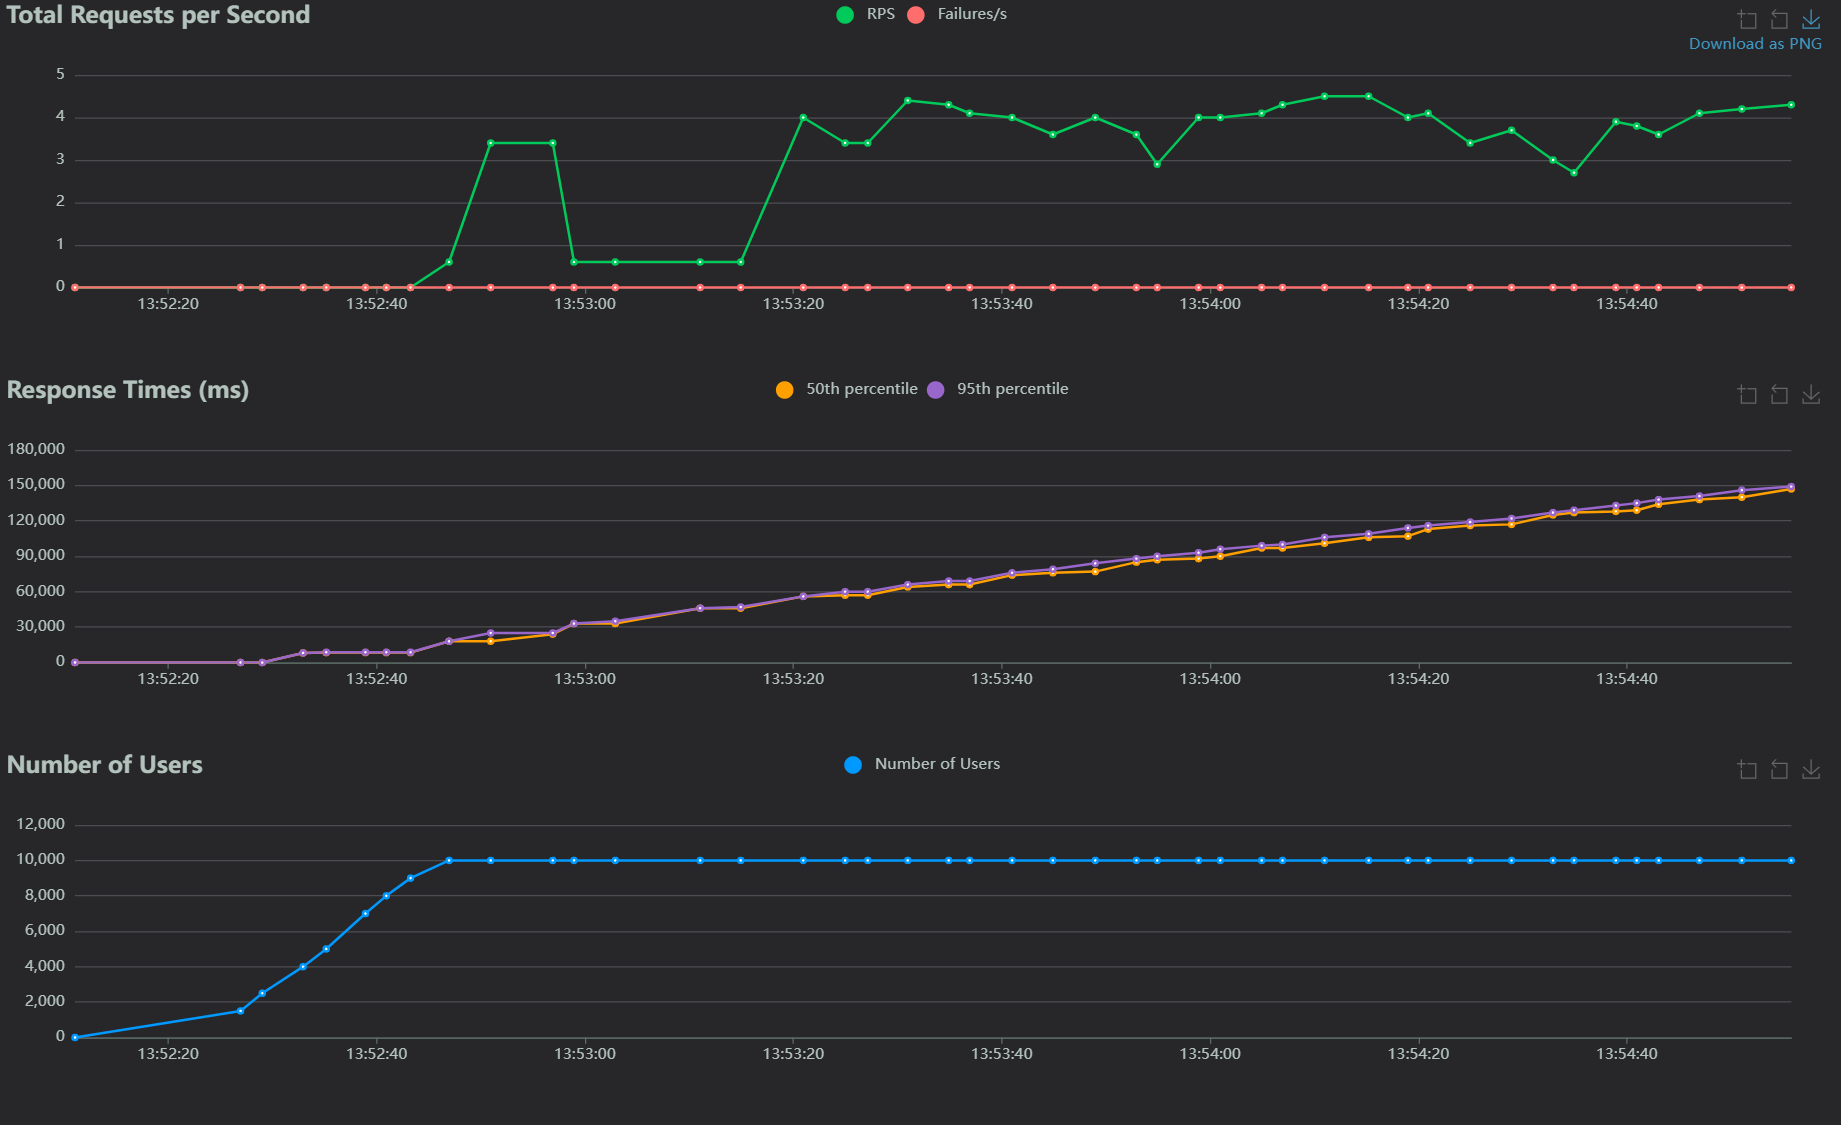 Total Requests per Second
RPS Failures/s
Download as PNG
5
4
3
2
1
0
13:52:20 13:52:40 13:53:00 13:53:20 13:53:40 13:54:00 13:54:20 13:54:40
Response Times (ms)
50th percentile 95th percentile
180,000
150,000
120,000
90,000
60,000
30,000
0
13:52:20 13:52:40 13:53:00 13:53:20 13:53:40 13:54:00 13:54:20 13:54:40
Number of Users
Number of Users
12,000
10,000
8,000
6,000
4,000
2,000
0
13:52:20 13:52:40 13:53:00 13:53:20 13:53:40 13:54:00 13:54:20 13:54:40